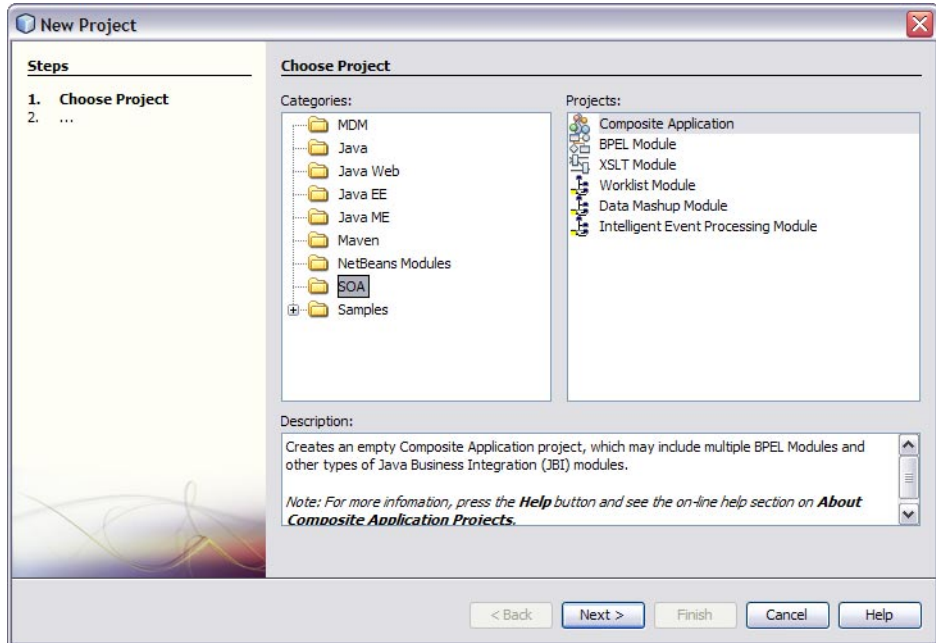 New Project
Steps
1. Choose Project
2. ...
Choose Project
Categories:
MDM
Java
Java Web
Java EE
Java ME
Maven
NetBeans Modules
SOA
Samples
Projects:
Composite Application
BPEL Module
XSLT Module
Worklist Module
Data Mashup Module
Intelligent Event Processing Module
Description:
Creates an empty Composite Application project, which may include multiple BPEL Modules and
other types of Java Business Integration (JBI) modules.
Note: For more infomation, press the Help button and see the on-line help section on About
Composite Application Projects.
< Back
Next >
Finish
Cancel
Help